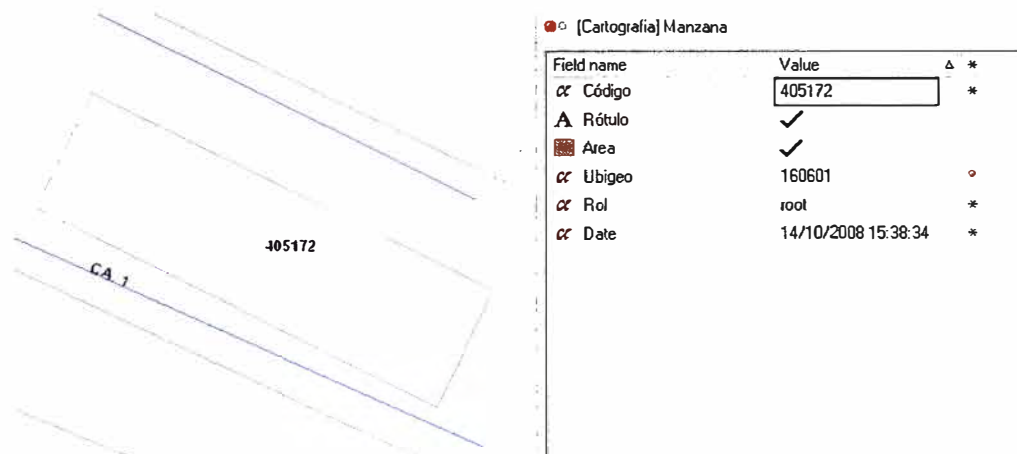 405172
CA. 1
[Cartografia] Manzana
Field name Value *
Código 405172 *
A Rótulo
Area
Ubigeo 160601
Rol root *
Date 14/10/2008 15:38:34 *